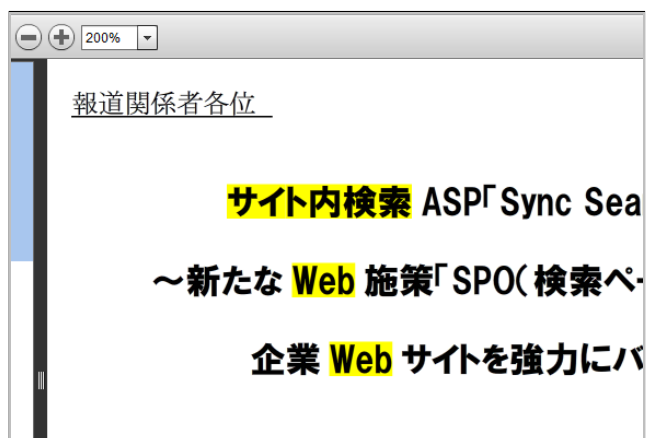 200%
報道関係者各位
サイト内検索 ASP「Sync Sea
～新たな Web 施策「SPO（検索ペー
企業 Web サイトを強力にバ